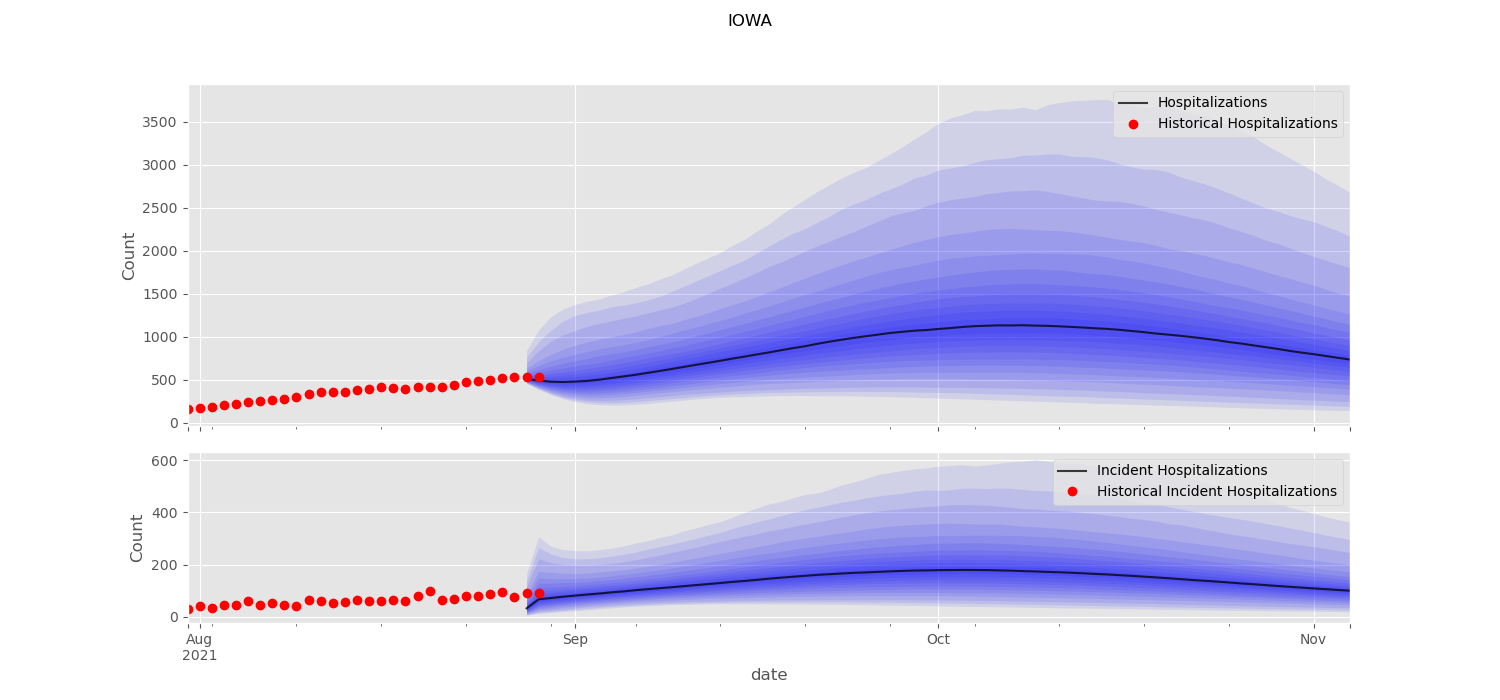 IOWA
Hospitalizations
Historical Hospitalizations
Count
3500
3000
2500
2000
1500
1000
500
0
Incident Hospitalizations
Historical Incident Hospitalizations
Count
600
400
200
0
Aug
2021
Sep
Oct
Nov
date